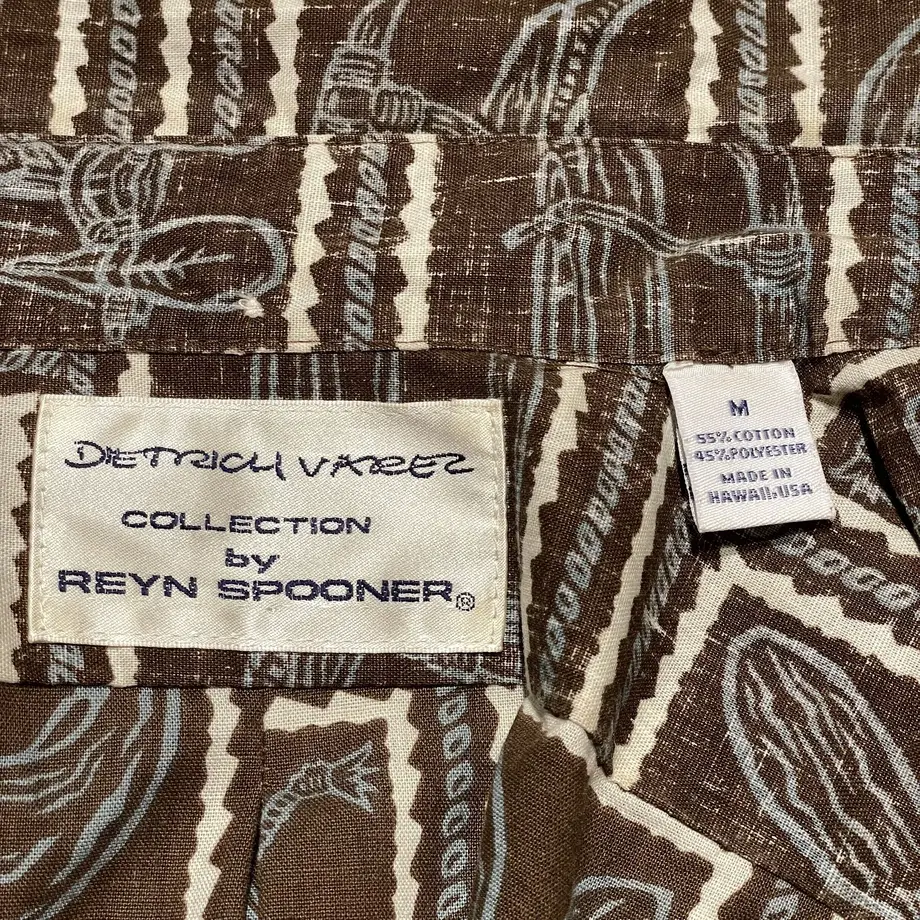 DIETRICH VAREZ
COLLECTION
by
REYN SPOONER®
M
55% COTTON
45% POLYESTER
MADE IN
HAWAII, USA